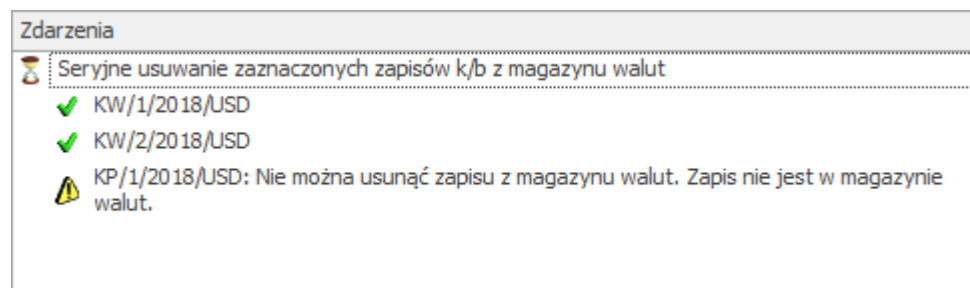 Zdarzenia
Seryjne usuwanie zaznaczonych zapisów k/b z magazynu walut
KW/1/2018/USD
KW/2/2018/USD
KP/1/2018/USD: Nie można usunąć zapisu z magazynu walut. Zapis nie jest w magazynie
walut.